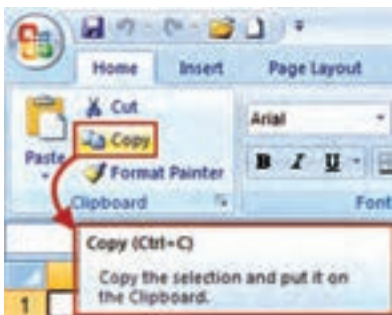 Home Insert Page Layout
Cut
Copy
Paste
Format Painter
Clipboard
Arial
B I U
Font
Copy (Ctrl+C)
Copy the selection and put it on
the Clipboard.
1